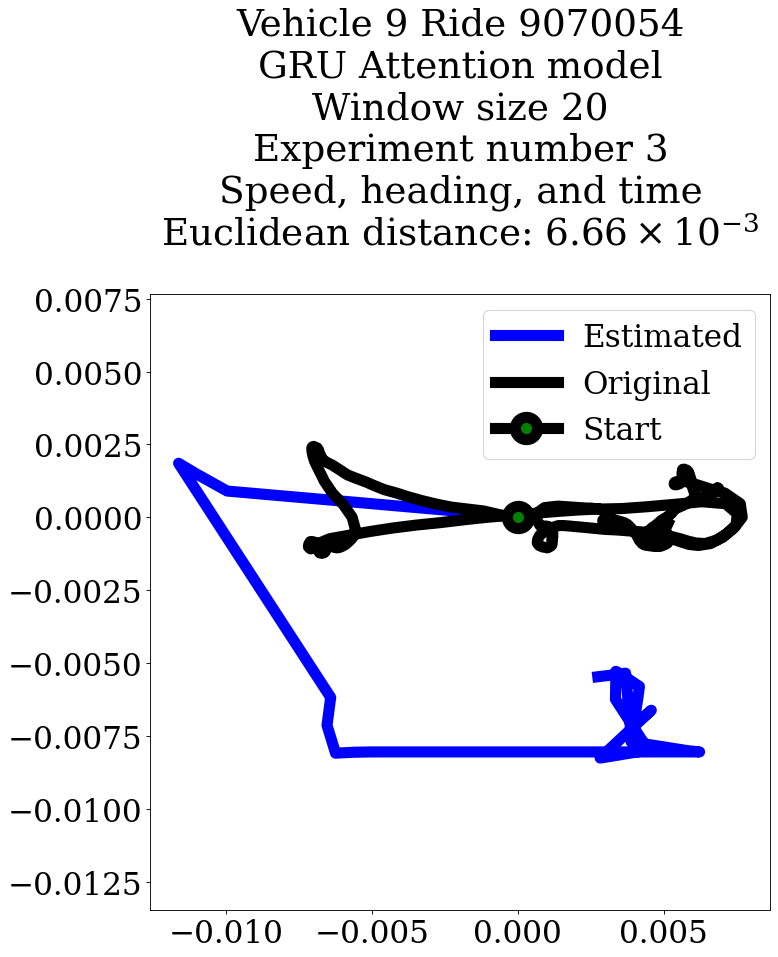 Vehicle 9 Ride 9070054
GRU Attention model
Window size 20
Experiment number 3
Speed, heading, and time
Euclidean distance: 6.66 × 10⁻³
Estimated
Original
Start
0.0075
0.0050
0.0025
0.0000
−0.0025
−0.0050
−0.0075
−0.0100
−0.0125
−0.010 −0.005 0.000 0.005